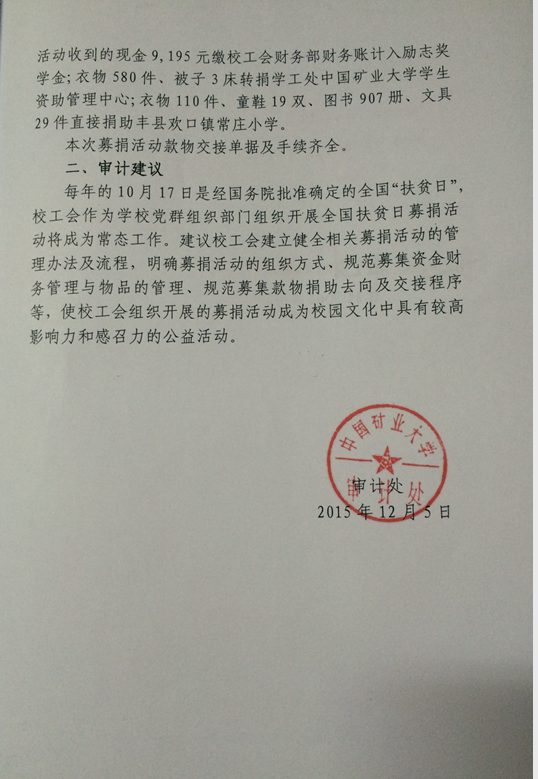 活动收到的现金 9,195 元缴校工会财务部财务账计入励志奖
学金;衣物 580 件、被子 3 床转捐学工处中国矿业大学学生
资助管理中心;衣物 110 件、童鞋 19 双、图书 907 册、文具
29 件直接捐助丰县欢口镇常庄小学。
本次募捐活动款物交接单据及手续齐全。
二、审计建议
每年的 10 月 17 日是经国务院批准确定的全国“扶贫日”,
校工会作为学校党群组织部门组织开展全国扶贫日募捐活
动将成为常态工作。建议校工会建立健全相关募捐活动的管
理办法及流程，明确募捐活动的组织方式、规范募集资金财
务管理与物品的管理、规范募集款物捐助去向及交接程序
等，使校工会组织开展的募捐活动成为校园文化中具有较高
影响力和感召力的公益活动。
中国矿业大学
审计处
审计处
2015 年 12 月 5 日